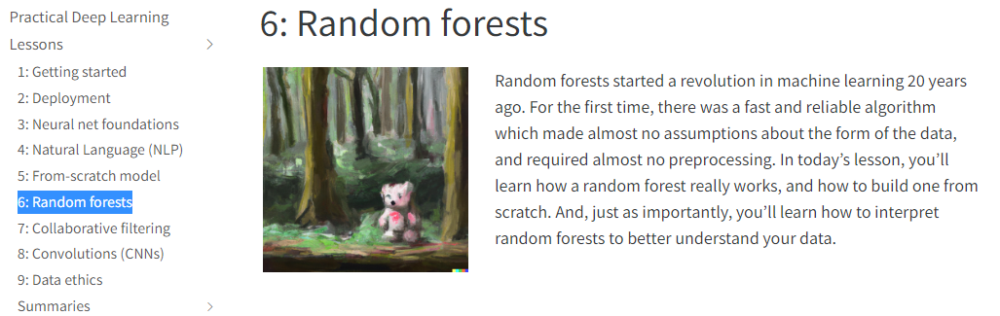 Practical Deep Learning
Lessons
1: Getting started
2: Deployment
3: Neural net foundations
4: Natural Language (NLP)
5: From-scratch model
6: Random forests
7: Collaborative filtering
8: Convolutions (CNNs)
9: Data ethics
Summaries
6: Random forests
Random forests started a revolution in machine learning 20 years
ago. For the first time, there was a fast and reliable algorithm
which made almost no assumptions about the form of the data,
and required almost no preprocessing. In today’s lesson, you’ll
learn how a random forest really works, and how to build one from
scratch. And, just as importantly, you’ll learn how to interpret
random forests to better understand your data.